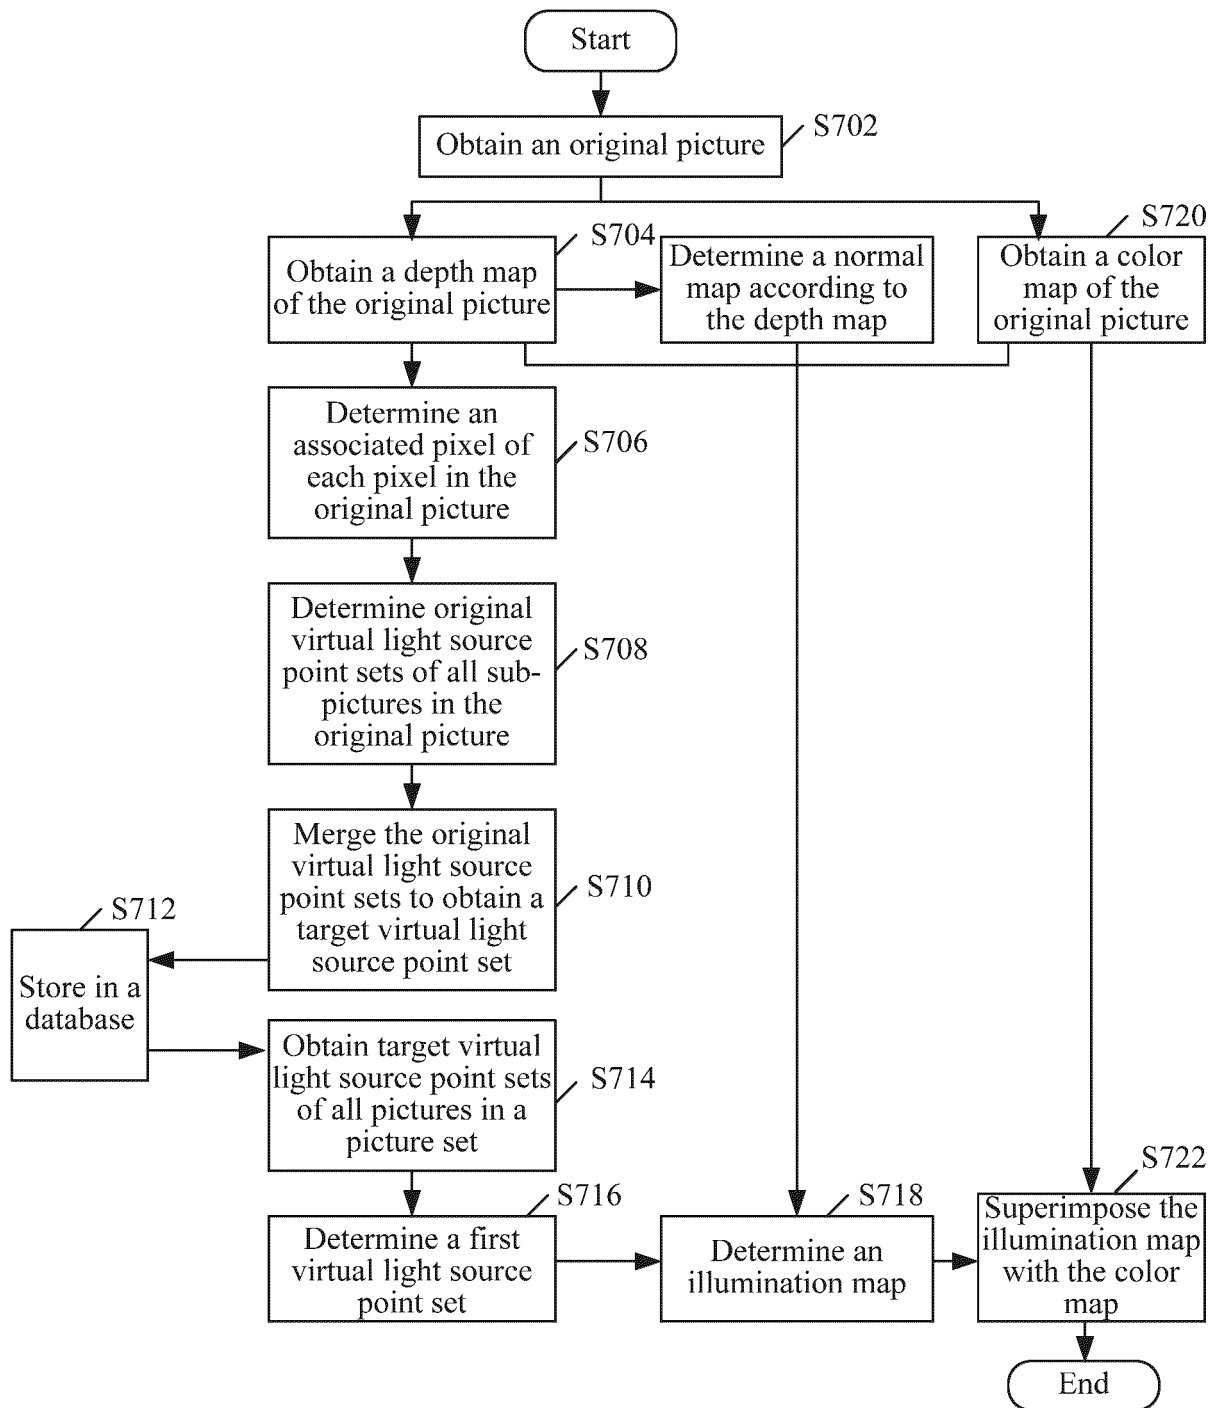 Start
Obtain an original picture
S702
S704
Obtain a depth map
of the original picture
Determine a normal
map according to
the depth map
S720
Obtain a color
map of the
original picture
Determine an
associated pixel of
each pixel in the
original picture
S706
Determine original
virtual light source
point sets of all sub-
pictures in the
original picture
S708
Merge the original
virtual light source
point sets to obtain a
target virtual light
source point set
S710
S712
Store in a
database
Obtain target virtual
light source point sets
of all pictures in a
picture set
S714
S716
Determine a first
virtual light source
point set
S718
Determine an
illumination map
S722
Superimpose the
illumination map
with the color
map
End